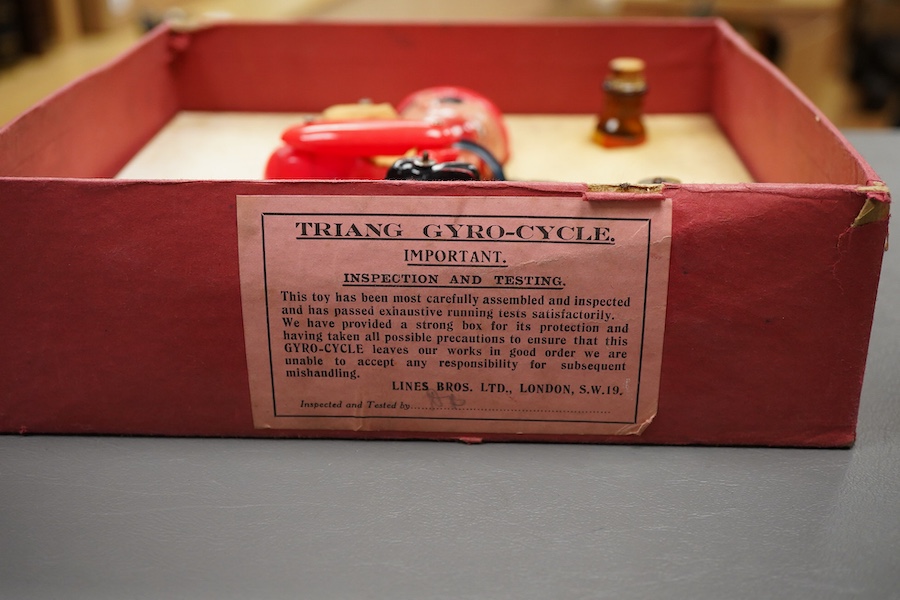 TRIANG GYRO-CYCLE.
IMPORTANT.
INSPECTION AND TESTING.
This toy has been most carefully assembled and inspected
and has passed exhaustive running tests satisfactorily.
We have provided a strong box for its protection and
having taken all possible precautions to ensure that this
GYRO-CYCLE leaves our works in good order we are
unable to accept any responsibility for subsequent
mishandling.
LINES BROS. LTD., LONDON, S.W.19.
Inspected and Tested by